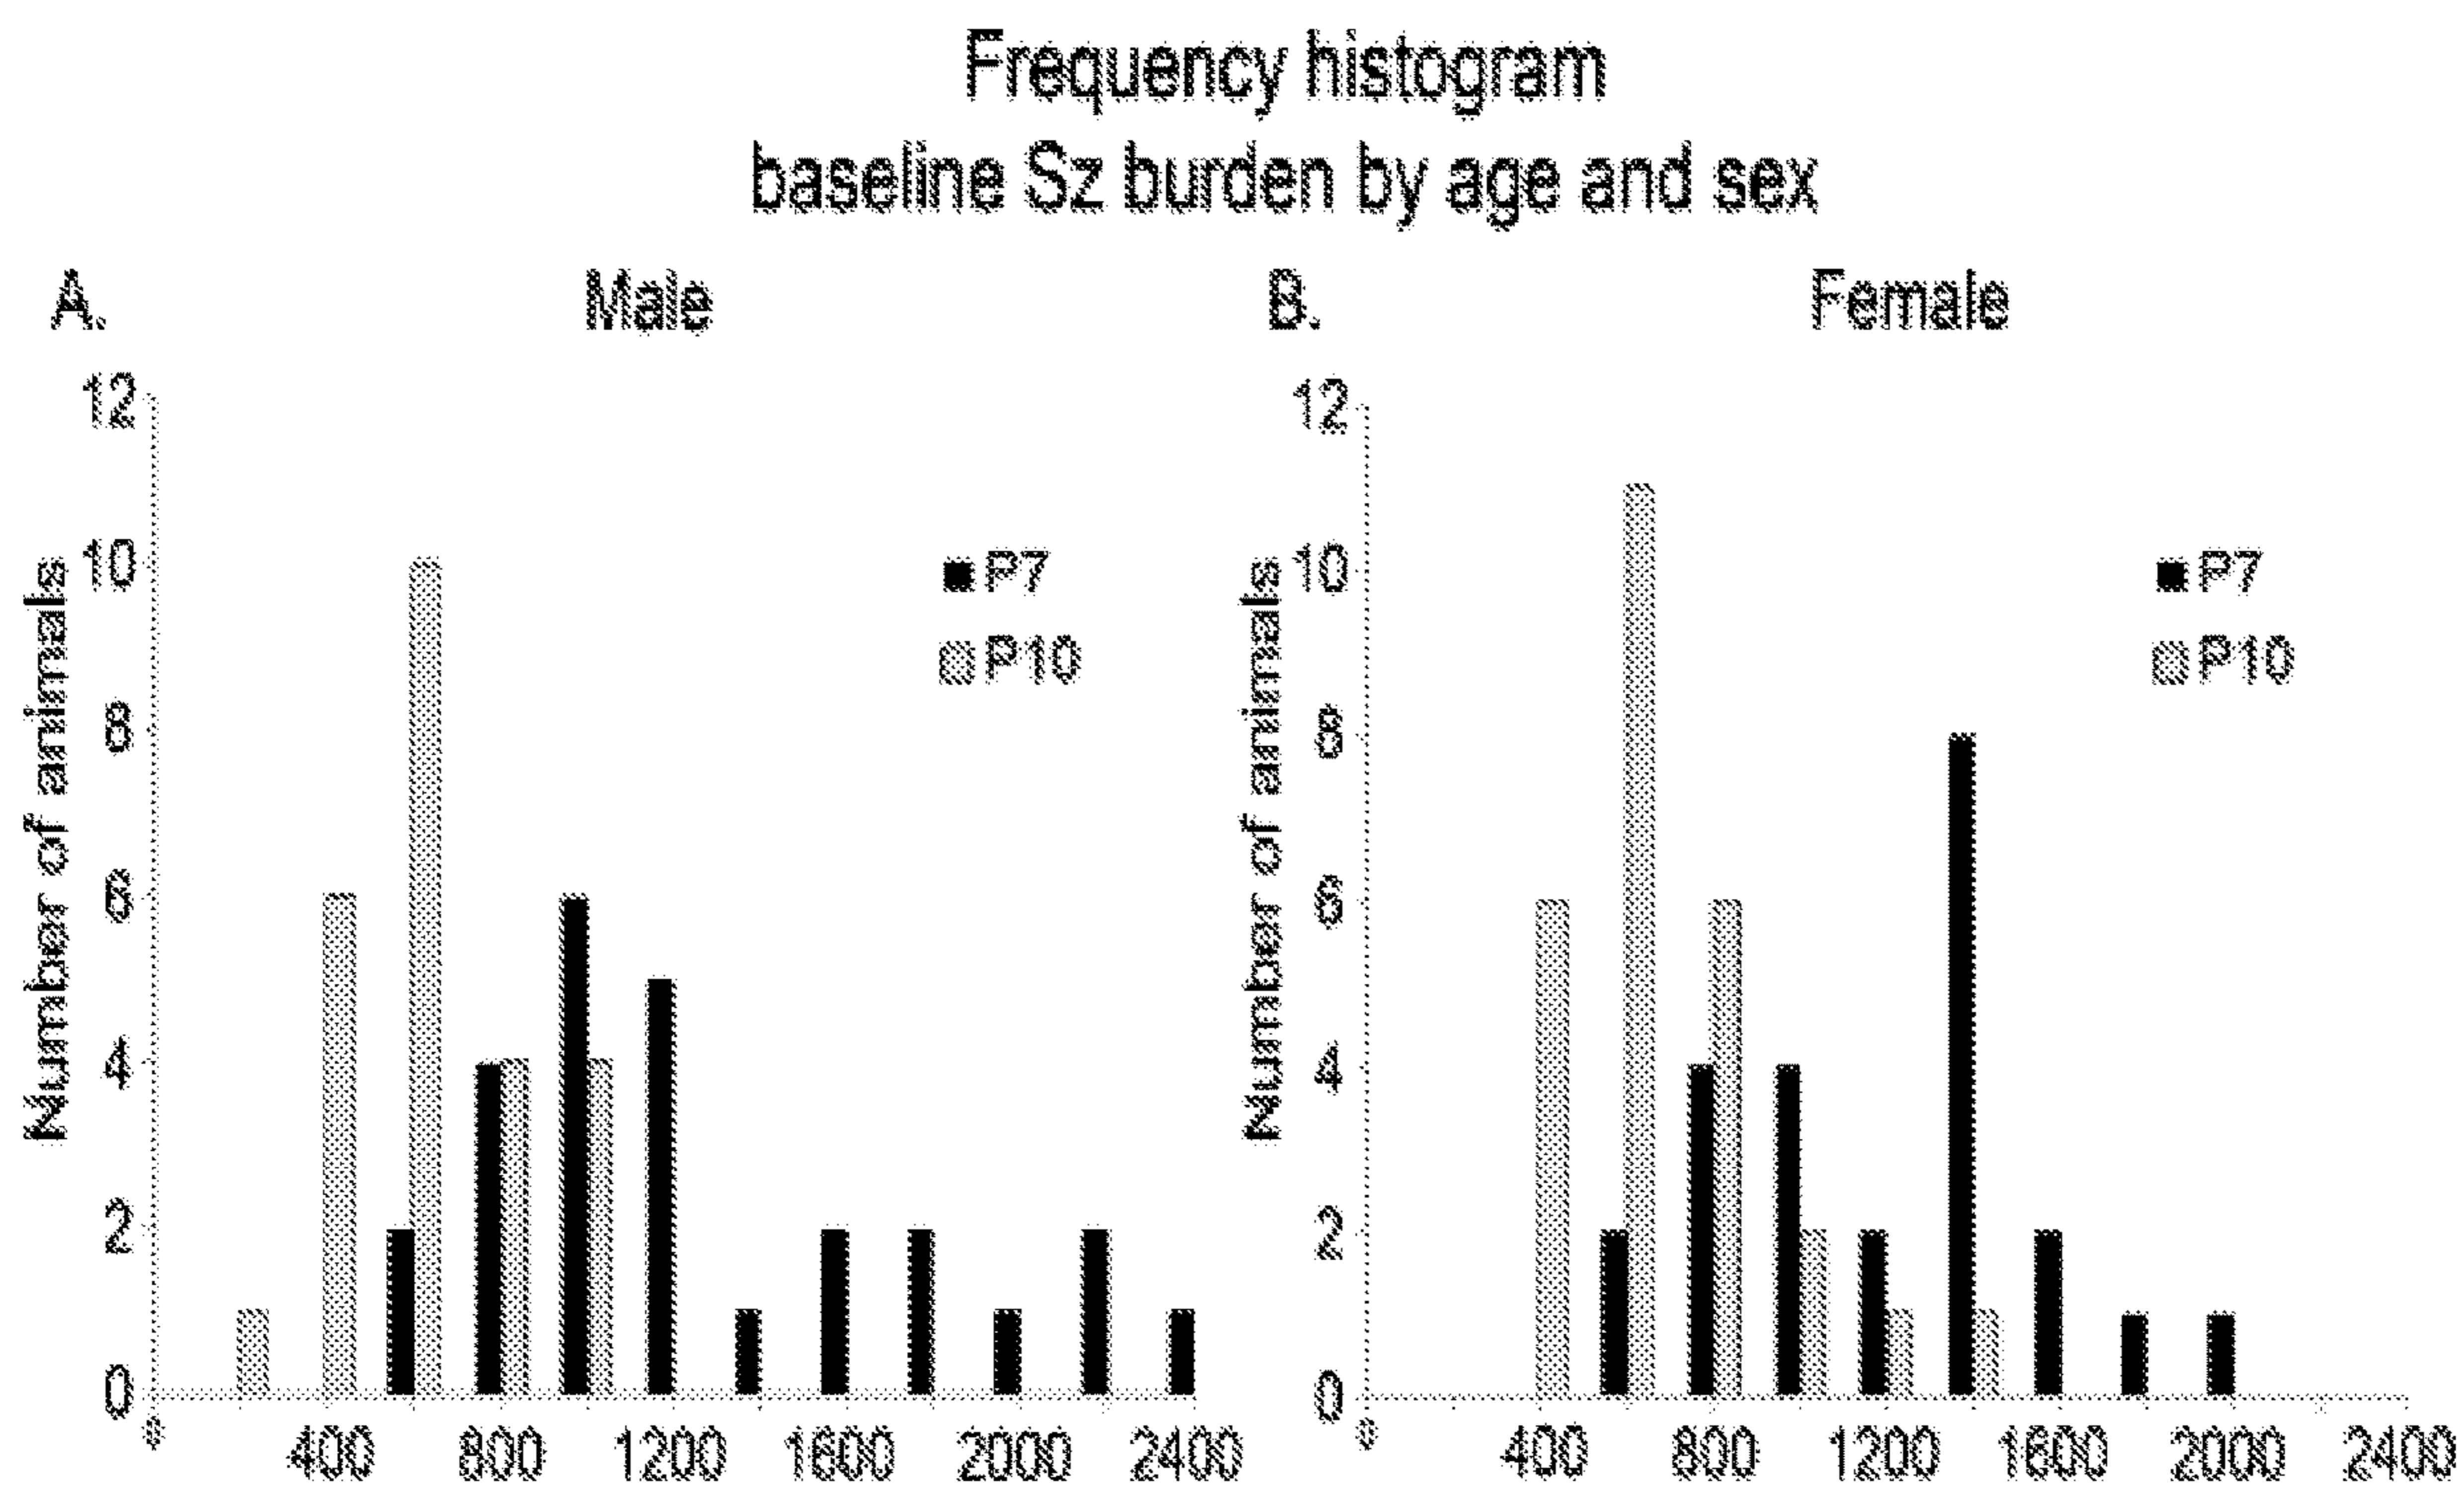 Frequency histogram
baseline Sz burden by age and sex
A.
Male
12
10
8
6
4
2
0
Number of animals
P7
P10
0 400 800 1200 1600 2000 2400
B.
Female
12
10
8
6
4
2
0
Number of animals
P7
P10
0 400 800 1200 1600 2000 2400